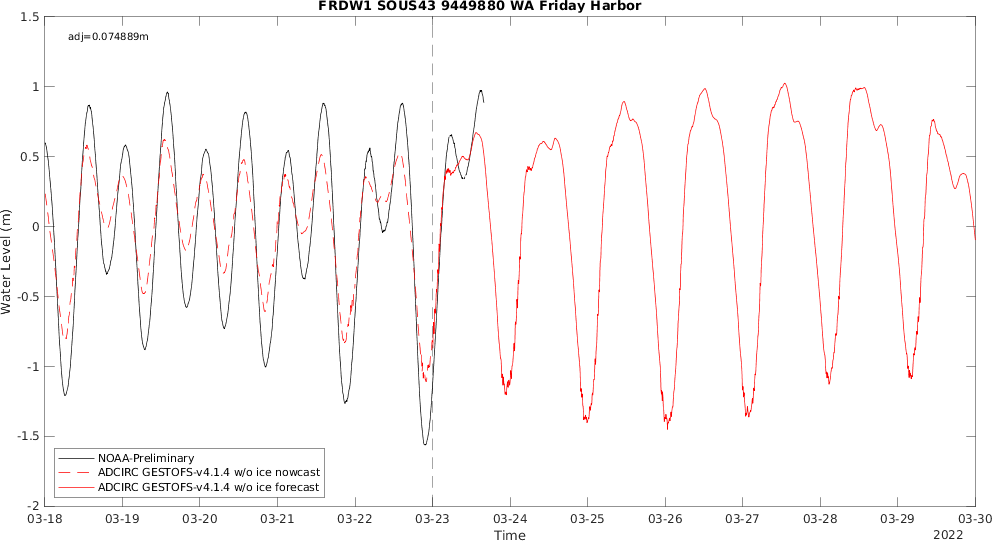 FRDW1 SOUS43 9449880 WA Friday Harbor
adj=0.074889m
1.5
1
0.5
0
-0.5
-1
-1.5
-2
Water Level (m)
NOAA-Preliminary
ADCIRC GESTOFS-v4.1.4 w/o ice nowcast
ADCIRC GESTOFS-v4.1.4 w/o ice forecast
03-18 03-19 03-20 03-21 03-22 03-23 03-24 03-25 03-26 03-27 03-28 03-29 03-30
Time
2022